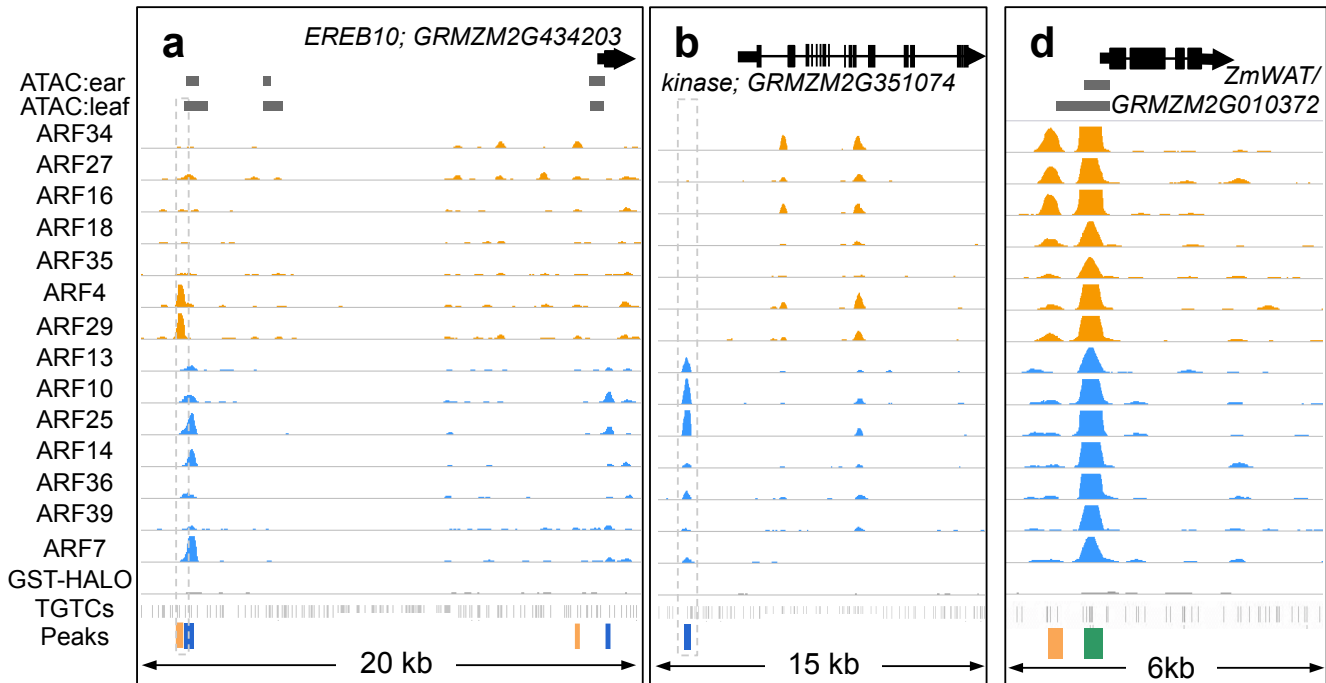 a
EREB10; GRMZM2G434203
b
kinase; GRMZM2G351074
d
ZmWAT/
GRMZM2G010372
ATAC:ear
ATAC:leaf
ARF34
ARF27
ARF16
ARF18
ARF35
ARF4
ARF29
ARF13
ARF10
ARF25
ARF14
ARF36
ARF39
ARF7
GST-HALO
TGTCs
Peaks
20 kb
15 kb
6kb